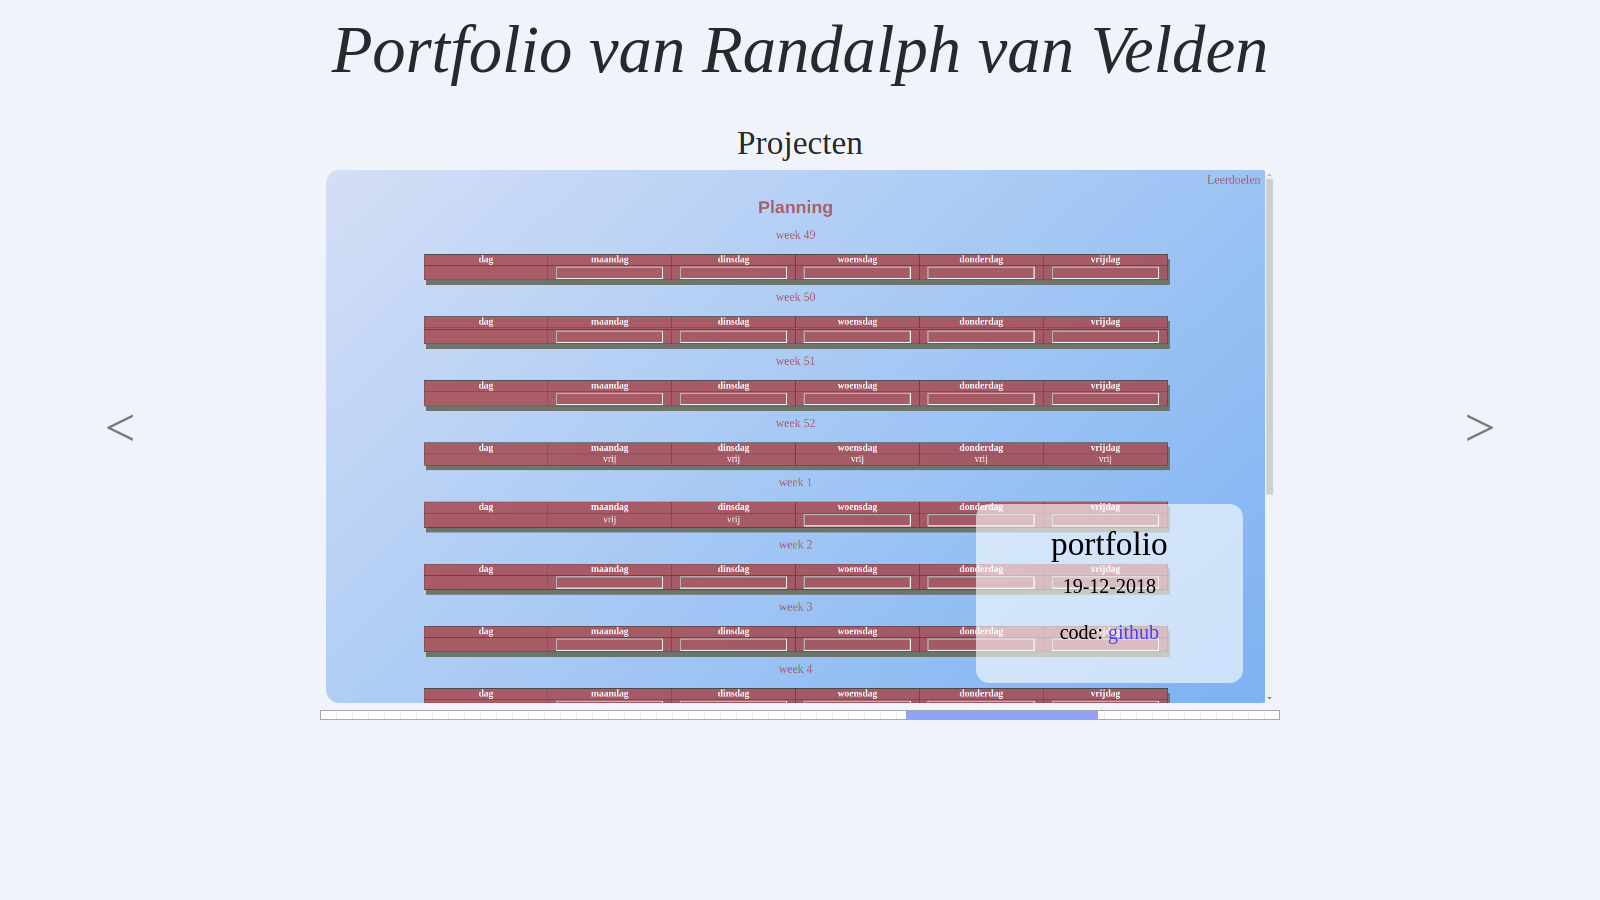 Portfolio van Randalph van Velden
Projecten
Leerdoelen
Planning
week 49
dag maandag dinsdag woensdag donderdag vrijdag
week 50
dag maandag dinsdag woensdag donderdag vrijdag
week 51
dag maandag dinsdag woensdag donderdag vrijdag
week 52
dag maandag dinsdag woensdag donderdag vrijdag
vrij vrij vrij vrij vrij
< >
week 1
dag maandag dinsdag woensdag donderdag vrijdag
vrij vrij
week 2
dag maandag dinsdag woensdag donderdag vrijdag
week 3
dag maandag dinsdag woensdag donderdag
week 4
dag maandag dinsdag woensdag donderdag vrijdag
portfolio
19-12-2018
code: github